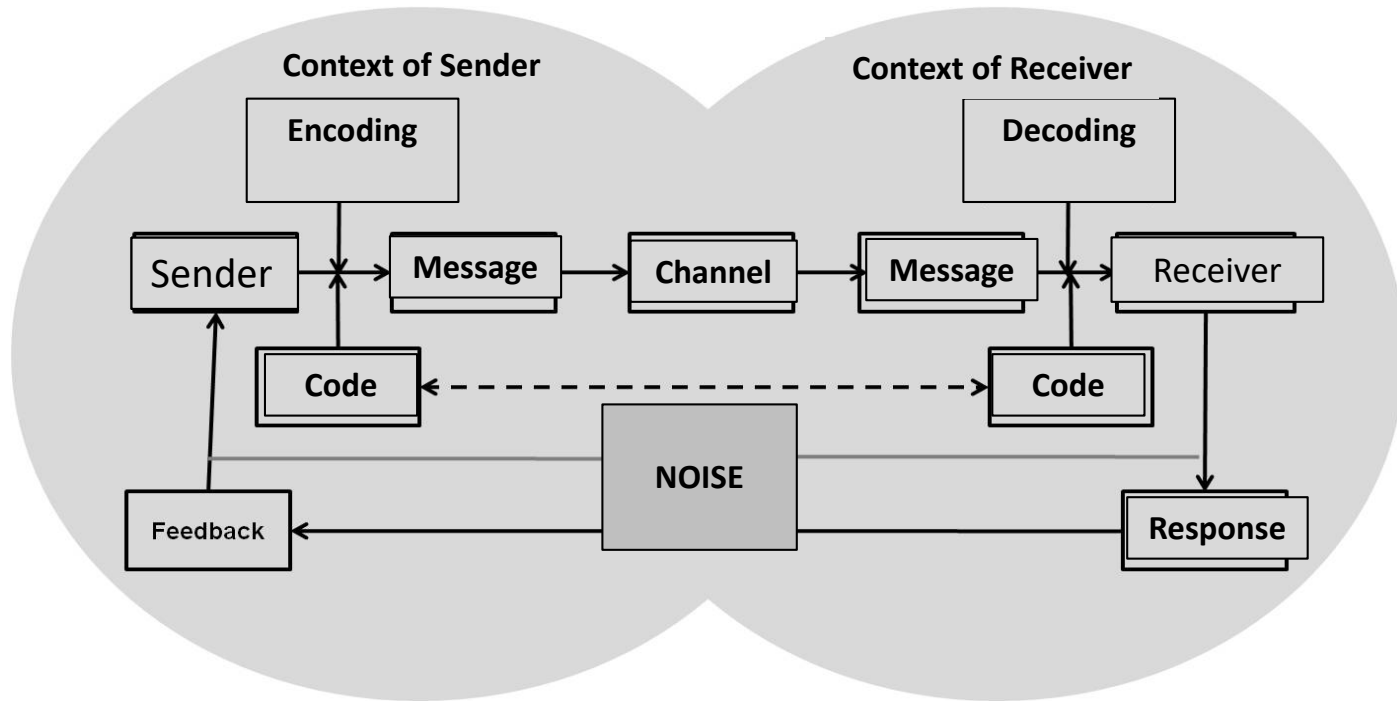 Context of Sender
Context of Receiver
Encoding
Decoding
Sender
Message
Channel
Message
Receiver
Code
Code
NOISE
Feedback
Response